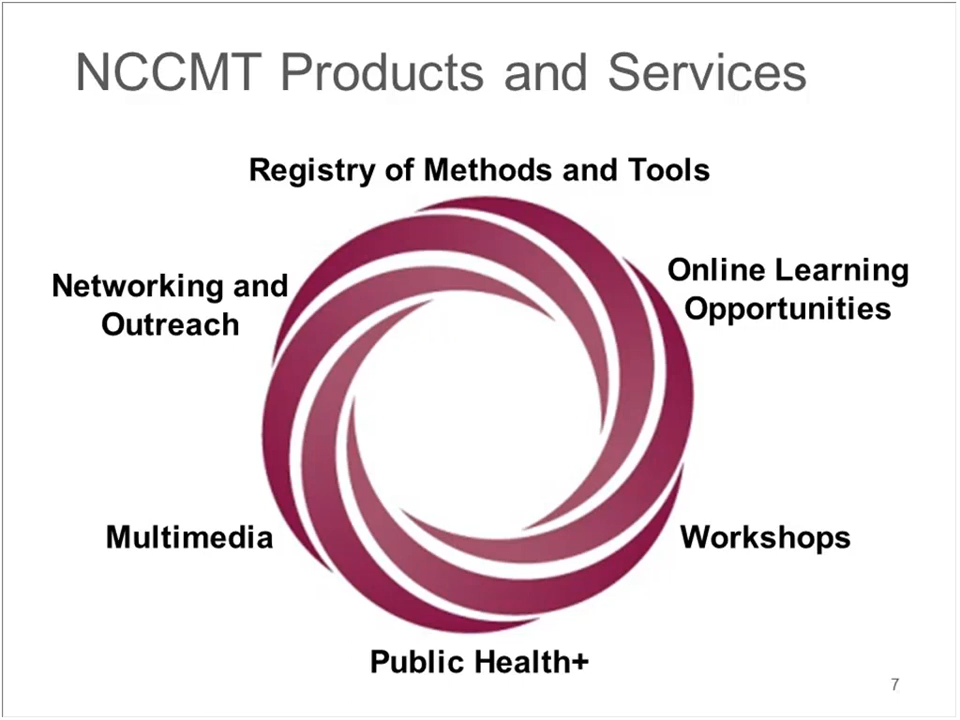 NCCMT Products and Services
Registry of Methods and Tools
Online Learning
Opportunities
Networking and
Outreach
Multimedia
Workshops
Public Health+
7